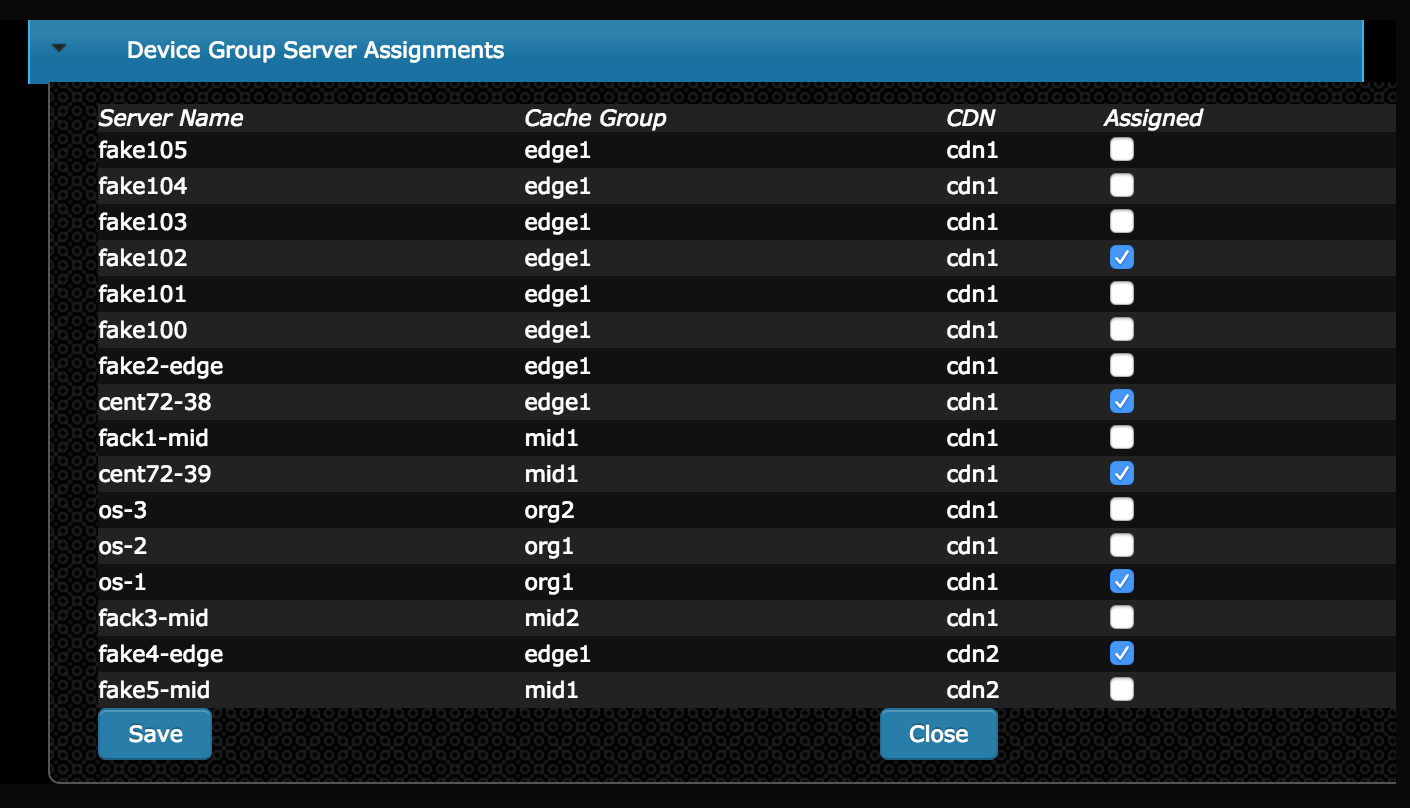 Device Group Server Assignments
Server Name Cache Group CDN Assigned
fake105 edge1 cdn1
fake104 edge1 cdn1
fake103 edge1 cdn1
fake102 edge1 cdn1
fake101 edge1 cdn1
fake100 edge1 cdn1
fake2-edge edge1 cdn1
cent72-38 edge1 cdn1
fack1-mid mid1 cdn1
cent72-39 mid1 cdn1
os-3 org2 cdn1
os-2 org1 cdn1
os-1 org1 cdn1
fack3-mid mid2 cdn1
fake4-edge edge1 cdn2
fake5-mid mid1 cdn2
Save Close